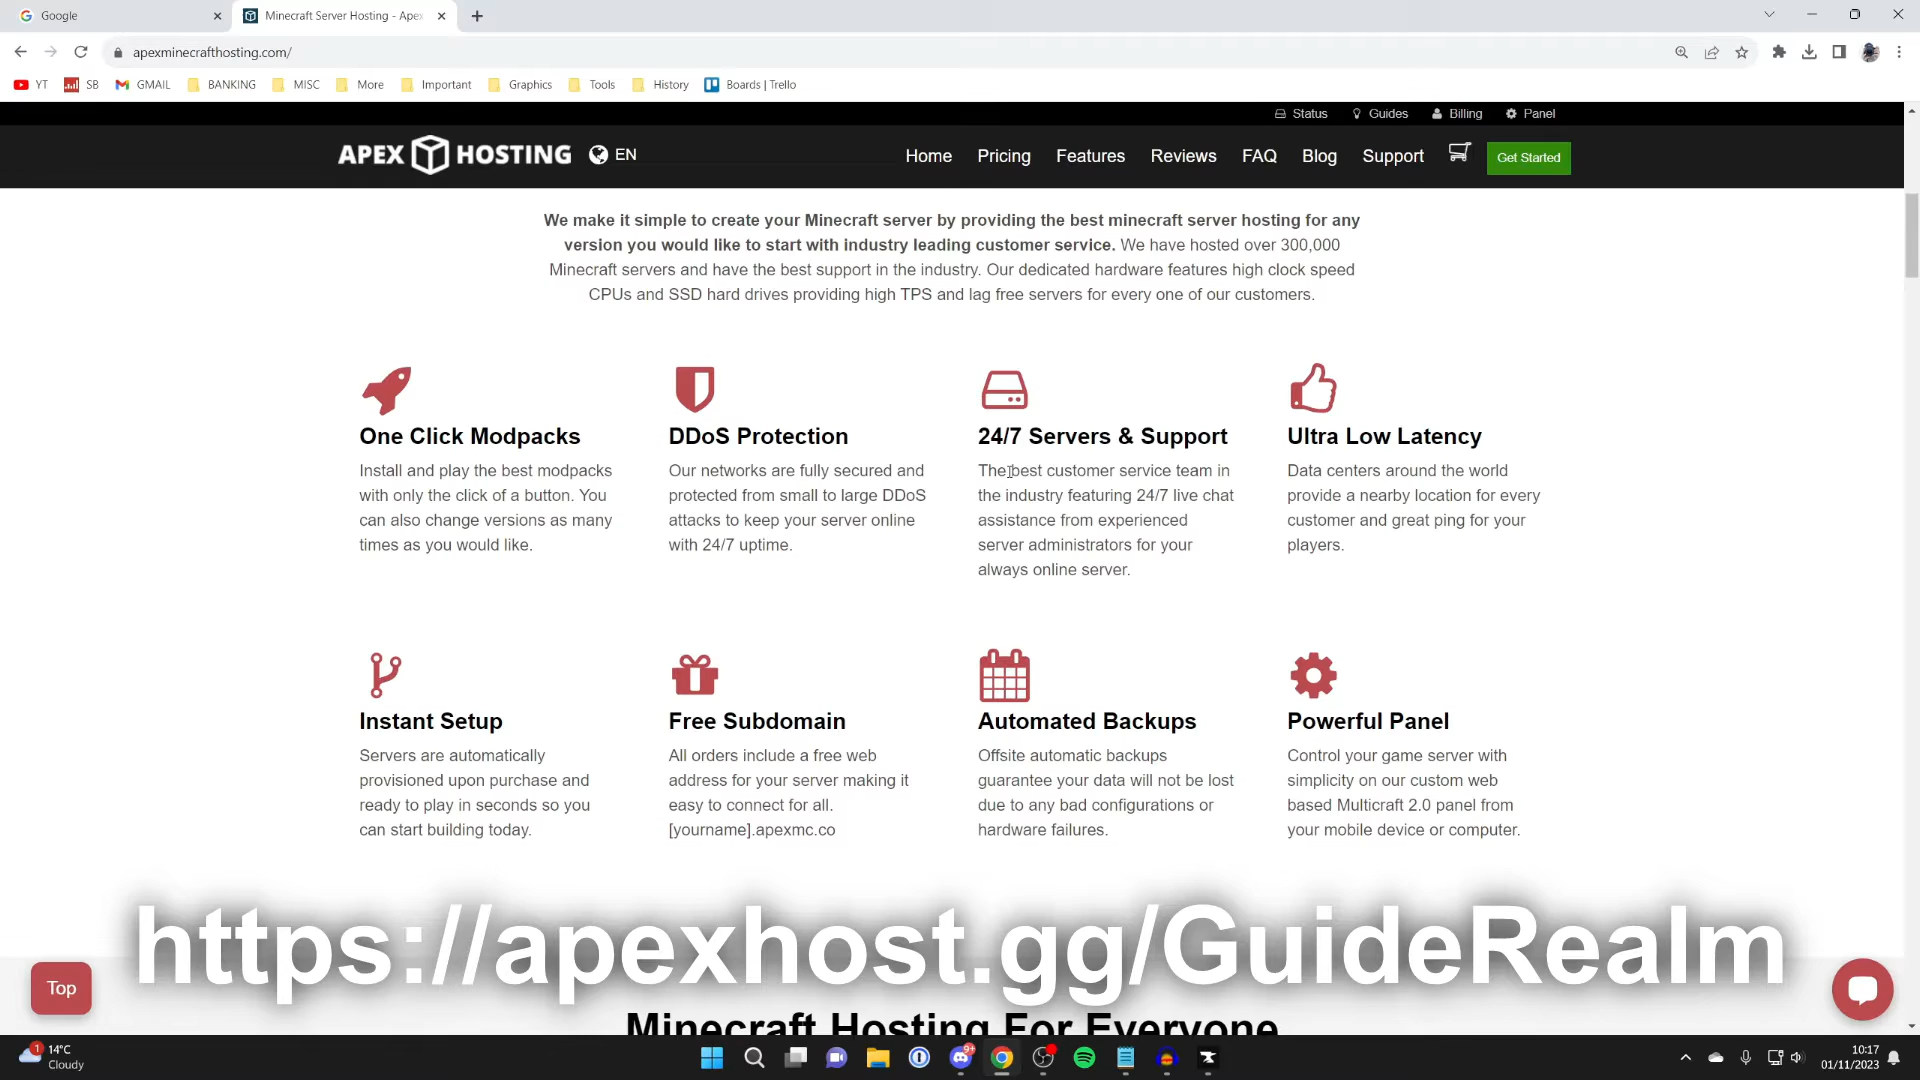 Google
Minecraft Server Hosting - Apex
apexminecrafthosting.com/
YT
SB
GMAIL
BANKING
MISC
More
Important
Graphics
Tools
History
Boards | Trello
Status
Guides
Billing
Panel
APEX HOSTING
EN
Home
Pricing
Features
Reviews
FAQ
Blog
Support
Get Started
We make it simple to create your Minecraft server by providing the best minecraft server hosting for any
version you would like to start with industry leading customer service. We have hosted over 300,000
Minecraft servers and have the best support in the industry. Our dedicated hardware features high clock speed
CPUs and SSD hard drives providing high TPS and lag free servers for every one of our customers.
One Click Modpacks
Install and play the best modpacks
with only the click of a button. You
can also change versions as many
times as you would like.
DDoS Protection
Our networks are fully secured and
protected from small to large DDoS
attacks to keep your server online
with 24/7 uptime.
24/7 Servers & Support
The best customer service team in
the industry featuring 24/7 live chat
assistance from experienced
server administrators for your
always online server.
Ultra Low Latency
Data centers around the world
provide a nearby location for every
customer and great ping for your
players.
Instant Setup
Servers are automatically
provisioned upon purchase and
ready to play in seconds so you
can start building today.
Free Subdomain
All orders include a free web
address for your server making it
easy to connect for all.
[yourname].apexmc.co
Automated Backups
Offsite automatic backups
guarantee your data will not be lost
due to any bad configurations or
hardware failures.
Powerful Panel
Control your game server with
simplicity on our custom web
based Multicraft 2.0 panel from
your mobile device or computer.
https://apexhost.gg/GuideRealm
Top
Minecraft Hosting For Everyone
1
14°C
Cloudy
9+
10:17
01/11/2023